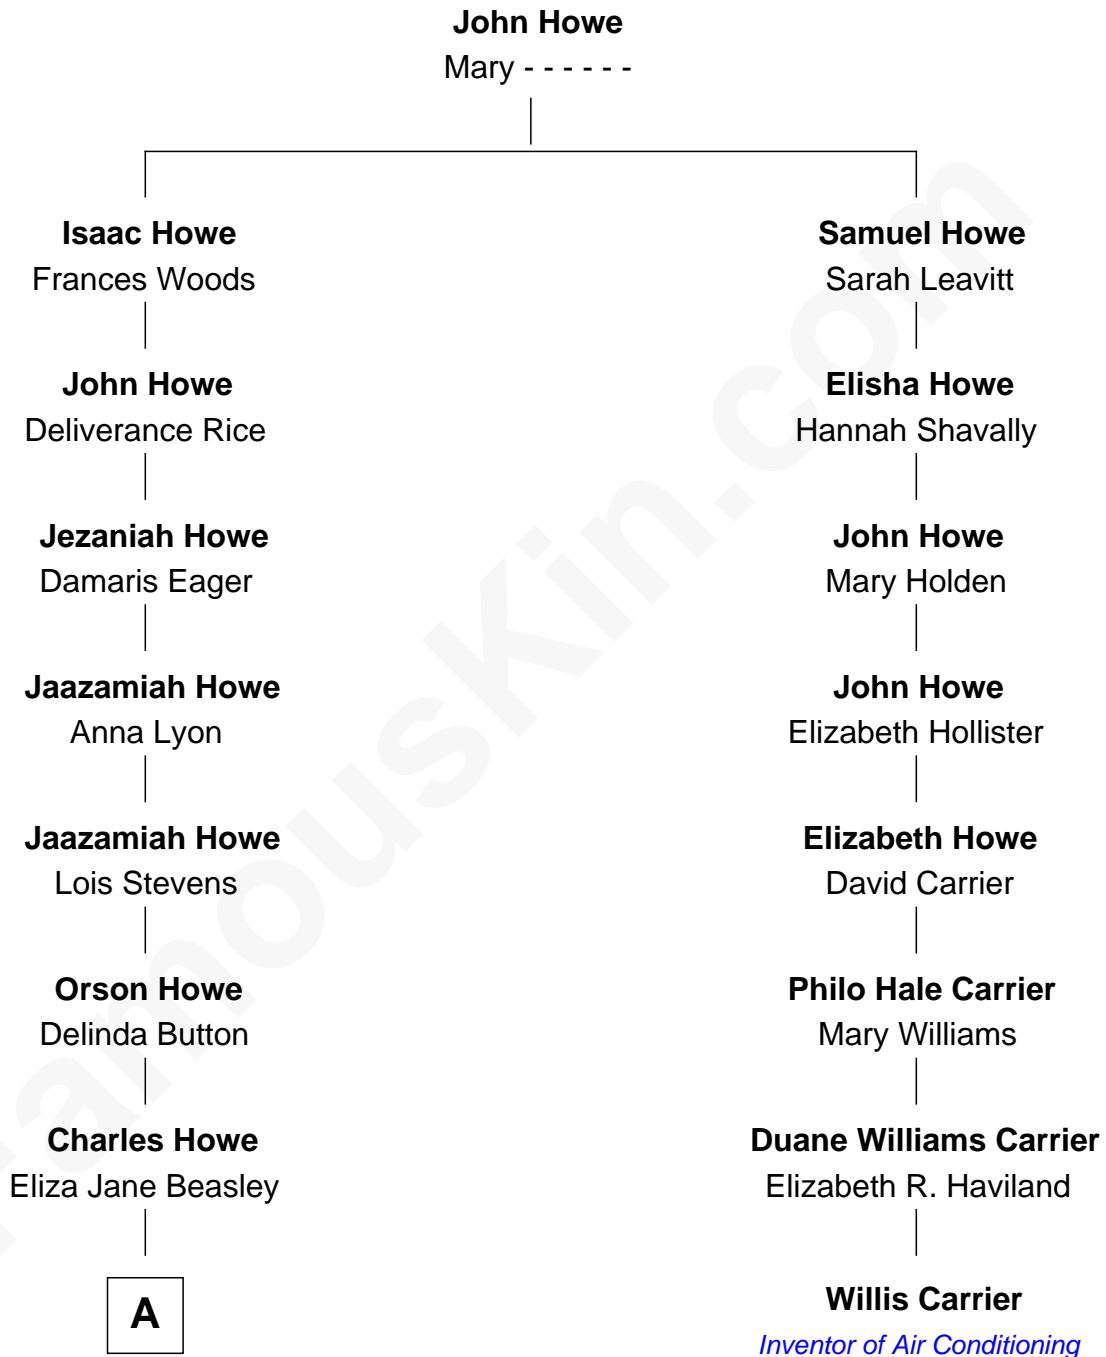 John Howe
Mary - - - - - -
Isaac Howe
Frances Woods
Samuel Howe
Sarah Leavitt
John Howe
Deliverance Rice
Elisha Howe
Hannah Shavally
Jezaniah Howe
Damaris Eager
John Howe
Mary Holden
Jaazamiah Howe
Anna Lyon
John Howe
Elizabeth Hollister
Jaazamiah Howe
Lois Stevens
Elizabeth Howe
David Carrier
Orson Howe
Delinda Button
Philo Hale Carrier
Mary Williams
Charles Howe
Eliza Jane Beasley
Duane Williams Carrier
Elizabeth R. Haviland
A
Willis Carrier
Inventor of Air Conditioning
FamousKin.com